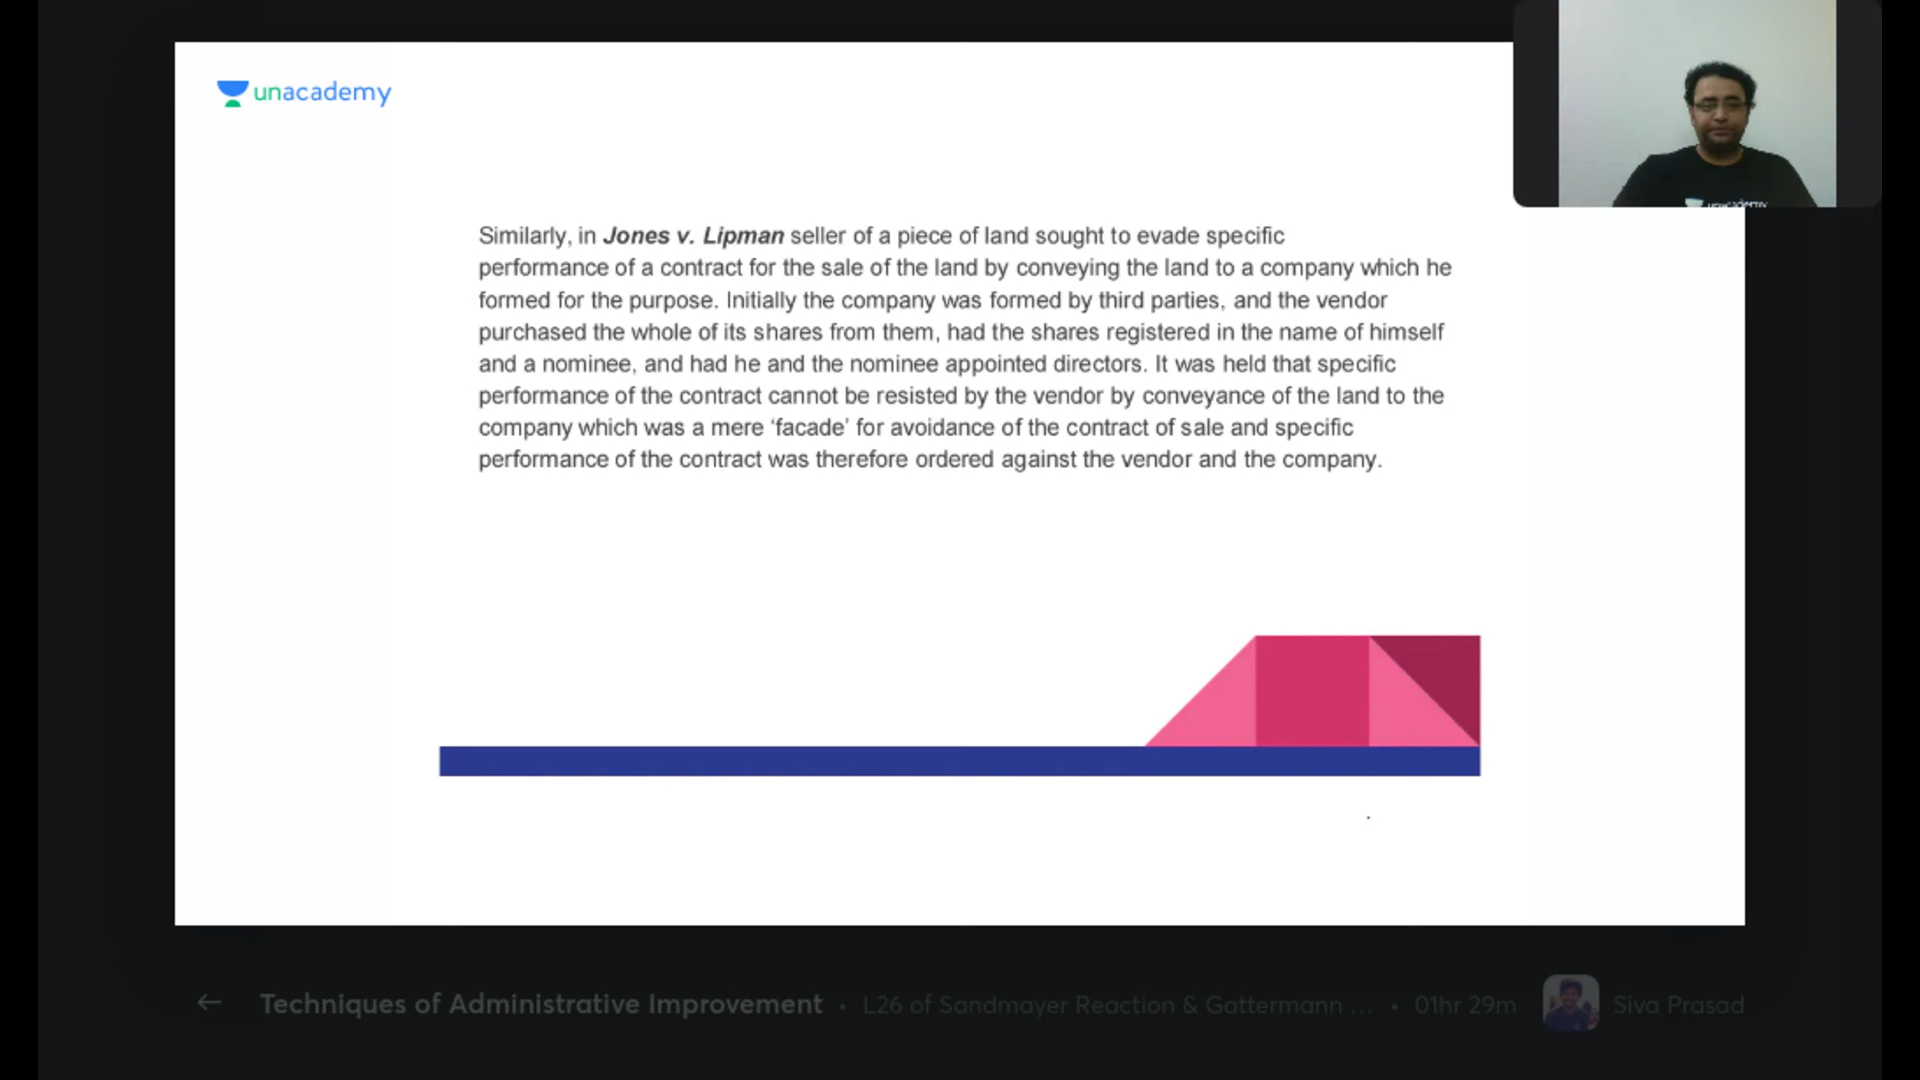 unacademy
unacademy
Similarly, in Jones v. Lipman seller of a piece of land sought to evade specific
performance of a contract for the sale of the land by conveying the land to a company which he
formed for the purpose. Initially the company was formed by third parties, and the vendor
purchased the whole of its shares from them, had the shares registered in the name of himself
and a nominee, and had he and the nominee appointed directors. It was held that specific
performance of the contract cannot be resisted by the vendor by conveyance of the land to the
company which was a mere ‘facade’ for avoidance of the contract of sale and specific
performance of the contract was therefore ordered against the vendor and the company.
Techniques of Administrative Improvement • L26 of Sandmayer Reaction & Gattermann ... • 01hr 29m Siva Prasad